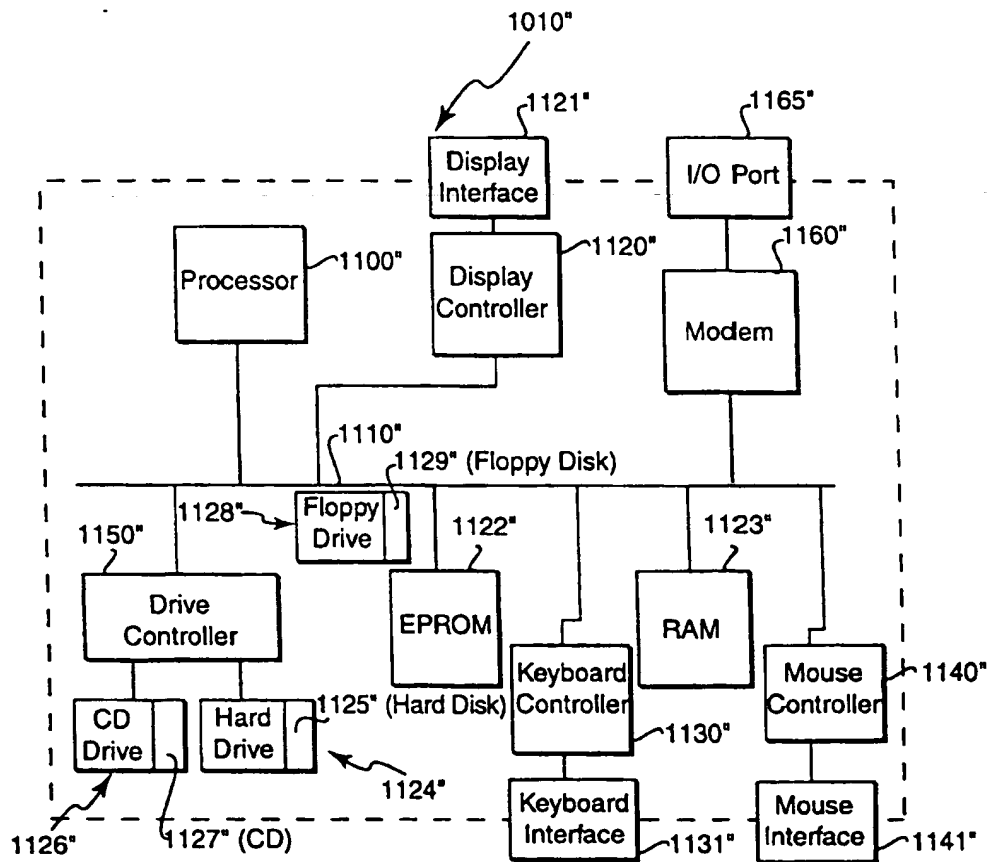 1010"
1121"
1165"
Display
Interface
I/O Port
1100"
1120"
1160"
Processor
Display
Controller
Modem
1110"
1129" (Floppy Disk)
1128"
Floppy
Drive
1122"
1123"
1150"
Drive
Controller
EPROM
RAM
Keyboard
Controller
Mouse
Controller
1140"
1125" (Hard Disk)
CD
Drive
Hard
Drive
1130"
1124"
Keyboard
Interface
Mouse
Interface
1126"
1127" (CD)
1131"
1141"